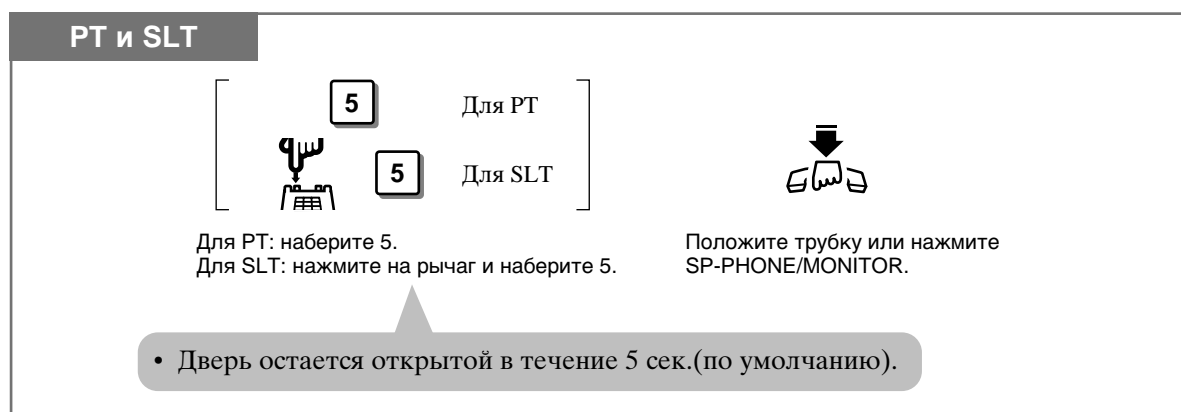 PT и SLT
5 Для PT
5 Для SLT
Для PT: наберите 5.
Для SLT: нажмите на рычаг и наберите 5.
Положите трубку или нажмите
SP-PHONE/MONITOR.
• Дверь остается открытой в течение 5 сек.(по умолчанию).